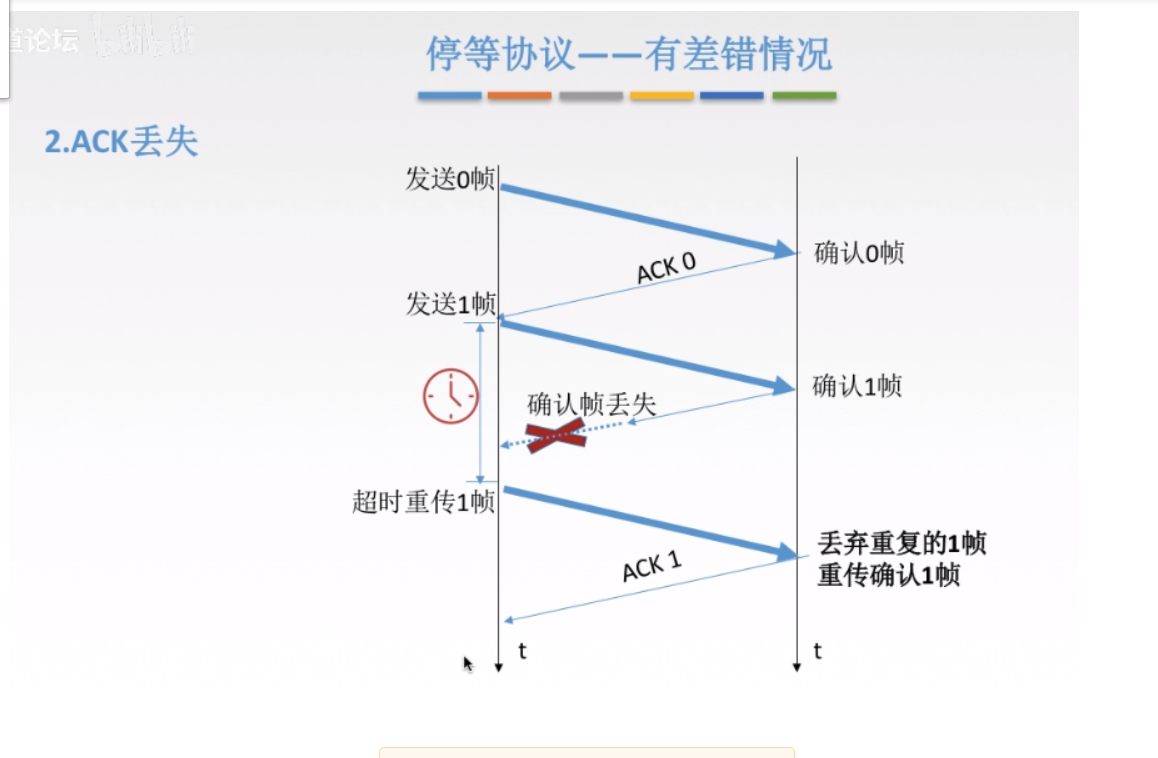 道论坛 bilibili
停等协议——有差错情况
2.ACK丢失
发送0帧
确认0帧
ACK 0
发送1帧
确认1帧
确认帧丢失
超时重传1帧
丢弃重复的1帧
重传确认1帧
ACK 1
t
t